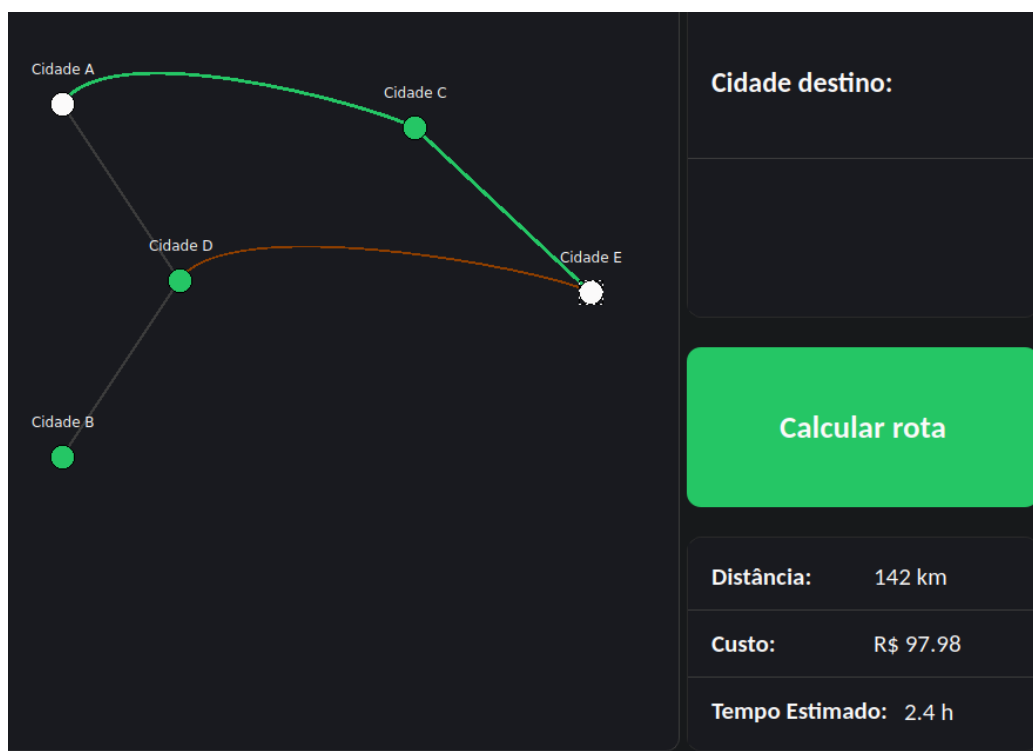 Cidade A
Cidade C
Cidade D
Cidade E
Cidade B
Cidade destino:
Calcular rota
Distância: 142 km
Custo: R$ 97.98
Tempo Estimado: 2.4 h